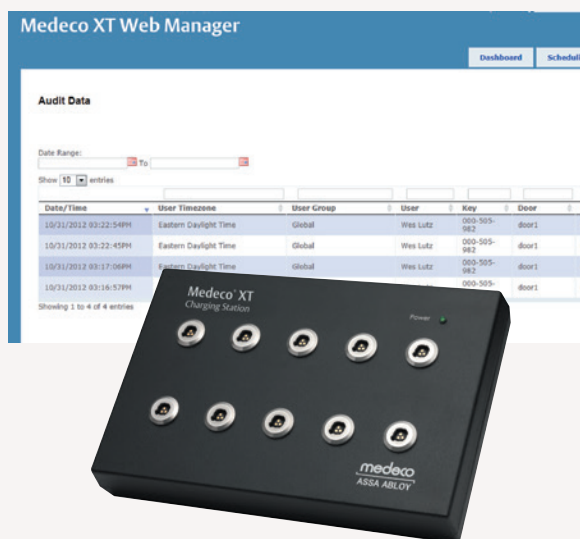 Medeco XT Web Manager
Dashboard
Audit Data
Date Range:
To
Show 10 entries
Date/Time User Timezone User Group User Key Door
10/31/2012 03:22:54PM Eastern Daylight Time Global Wes Lutz 000-505-982 door1
10/31/2012 03:22:45PM Eastern Daylight Time Global Wes Lutz 000-505-982 door1
10/31/2012 03:17:06PM Eastern Daylight Time Global Wes Lutz 000-505-982 door1
10/31/2012 03:16:57PM Wes Lutz 000-505- door1
Showing 1 to 4 of 4 entries
Medeco XT
Charging Station
Power
medeco
ASSA ABLOY